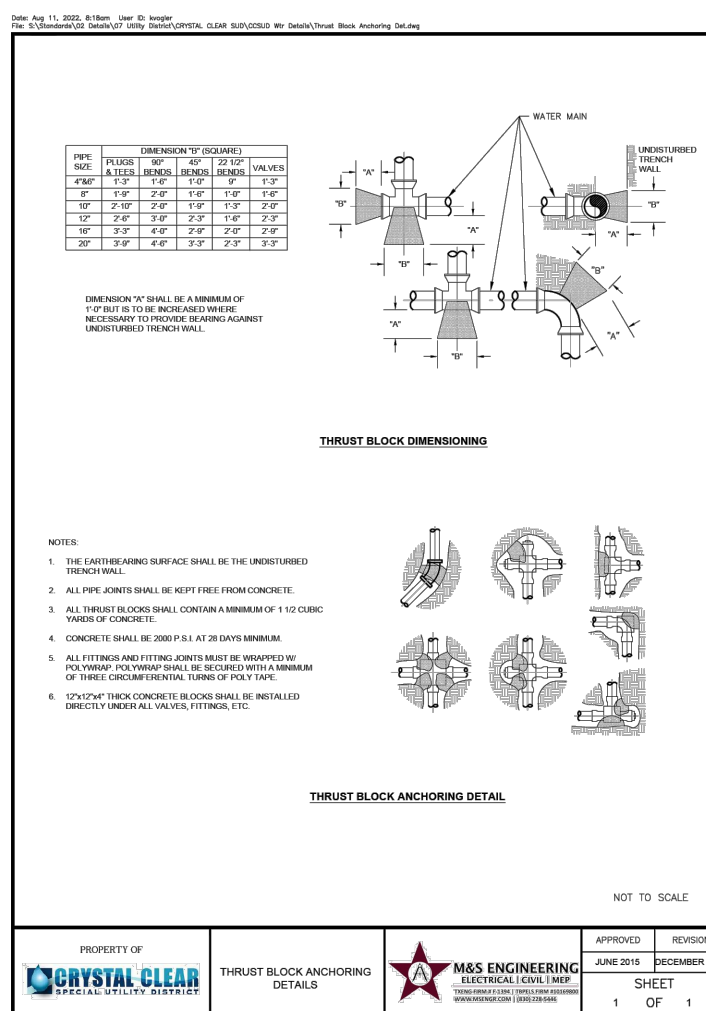 Date: Aug 11, 2022, 8:18am User ID: kvogler
File: S:\Standards\02 Details\07 Utility District\CRYSTAL CLEAR SUD\CCSUD Wtr Details\Thrust Block Anchoring Det.dwg
PIPE SIZE DIMENSION "B" (SQUARE)
PLUGS & TEES 90° BENDS 45° BENDS 22 1/2° BENDS VALVES
4"&6" 1'-3" 1'-6" 1'-0" 9" 1'-3"
8" 1'-9" 2'-0" 1'-6" 1'-0" 1'-6"
10" 2'-10" 2'-0" 1'-9" 1'-3" 2'-0"
12" 2'-6" 3'-0" 2'-3" 1'-6" 2'-3"
16" 3'-3" 4'-0" 2'-9" 2'-0" 2'-9"
20" 3'-9" 4'-6" 3'-3" 2'-3" 3'-3"
DIMENSION "A" SHALL BE A MINIMUM OF
1'-0" BUT IS TO BE INCREASED WHERE
NECESSARY TO PROVIDE BEARING AGAINST
UNDISTURBED TRENCH WALL.
WATER MAIN
UNDISTURBED
TRENCH
WALL
"A"
"B"
"A"
"B"
"B"
"A"
"A"
"B"
"B"
"A"
THRUST BLOCK DIMENSIONING
NOTES:
1. THE EARTHBEARING SURFACE SHALL BE THE UNDISTURBED
TRENCH WALL.
2. ALL PIPE JOINTS SHALL BE KEPT FREE FROM CONCRETE.
3. ALL THRUST BLOCKS SHALL CONTAIN A MINIMUM OF 1 1/2 CUBIC
YARDS OF CONCRETE.
4. CONCRETE SHALL BE 2000 P.S.I. AT 28 DAYS MINIMUM.
5. ALL FITTINGS AND FITTING JOINTS MUST BE WRAPPED W/
POLYWRAP. POLYWRAP SHALL BE SECURED WITH A MINIMUM
OF THREE CIRCUMFERENTIAL TURNS OF POLY TAPE.
6. 12"x12"x4" THICK CONCRETE BLOCKS SHALL BE INSTALLED
DIRECTLY UNDER ALL VALVES, FITTINGS, ETC.
THRUST BLOCK ANCHORING DETAIL
NOT TO SCALE
PROPERTY OF
CRYSTAL CLEAR
SPECIAL UTILITY DISTRICT
THRUST BLOCK ANCHORING
DETAILS
M&S ENGINEERING
ELECTRICAL | CIVIL | MEP
TXENG-FIRM # F-1394 | TBPELS FIRM #10169800
WWW.MSENGR.COM | (830) 228-5446
APPROVED REVISION
JUNE 2015 DECEMBER
SHEET
1 OF 1